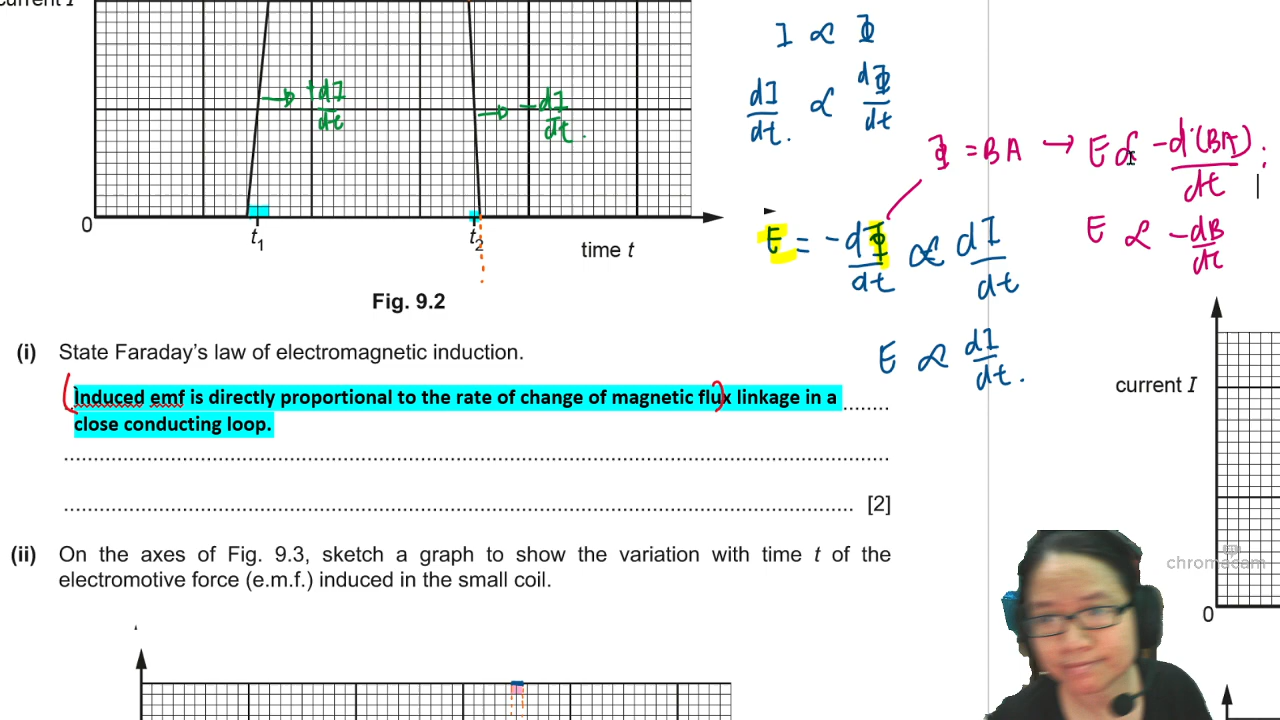 current I
0
t1
t2
time t
+dI
dt
-dI
dt.
Fig. 9.2
(i) State Faraday's law of electromagnetic induction.
Induced emf is directly proportional to the rate of change of magnetic flux linkage in a
close conducting loop.
[2]
(ii) On the axes of Fig. 9.3, sketch a graph to show the variation with time t of the
electromotive force (e.m.f.) induced in the small coil.
I ∝ Φ
dI/dt. ∝ dΦ/dt
Φ = BA → E ∝ -d(BA)/dt
E = -dΦ/dt ∝ dI/dt
E ∝ -dB/dt
E ∝ dI/dt.
current I
0
chromacam